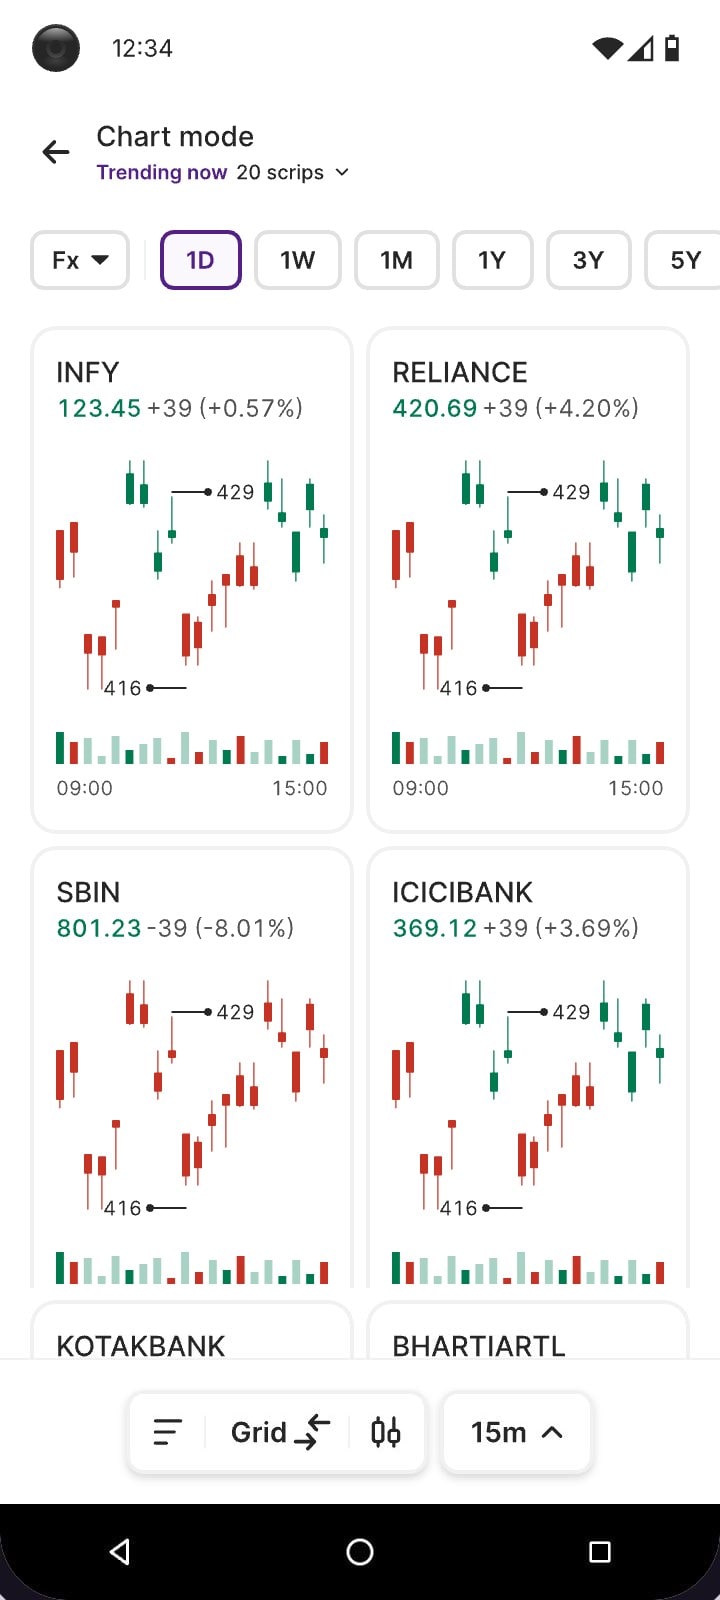 12:34
Chart mode
Trending now 20 scrips
Fx 1D 1W 1M 1Y 3Y 5Y
INFY
123.45 +39 (+0.57%)
429
416
09:00 15:00
RELIANCE
420.69 +39 (+4.20%)
429
416
09:00 15:00
SBIN
801.23 -39 (-8.01%)
429
416
ICICIBANK
369.12 +39 (+3.69%)
429
416
KOTAKBANK
BHARTIARTL
Grid 15m